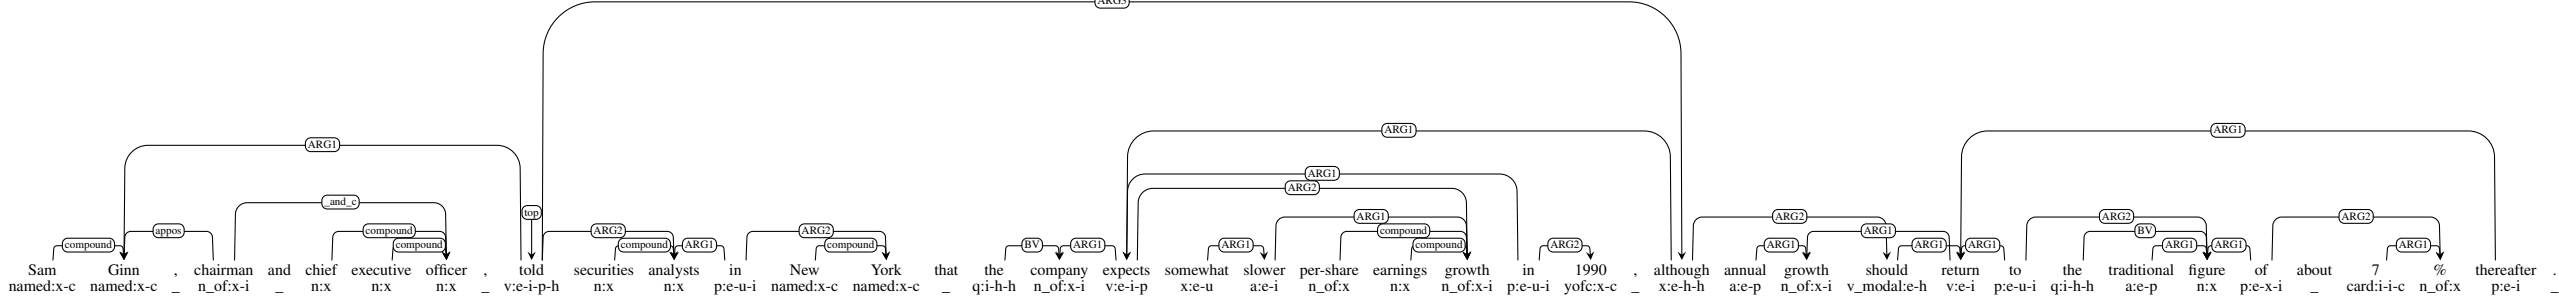 ARG3
ARG1 ARG1
ARG1
ARG1
ARG2
_and_c
top ARG1 ARG2 ARG2 ARG2
appos compound ARG2 ARG2 compound ARG1 BV
compound compound compound ARG1 compound BV ARG1 ARG1 compound ARG2 ARG1 ARG1 ARG1 ARG1 ARG1 ARG1
Sam Ginn , chairman and chief executive officer , told securities analysts in New York that the company expects somewhat slower per-share earnings growth in 1990 , although annual growth should return to the traditional figure of about 7 % thereafter .
named:x-c named:x-c _ n_of:x-i _ n:x n:x n:x _ v:e-i-p-h n:x n:x p:e-u-i named:x-c named:x-c _ q:i-h-h n_of:x-i v:e-i-p x:e-u a:e-i n_of:x n:x n_of:x-i p:e-u-i yofc:x-c _ x:e-h-h a:e-p n_of:x-i v_modal:e-h v:e-i p:e-u-i q:i-h-h a:e-p n:x p:e-x-i _ card:i-i-c n_of:x p:e-i _